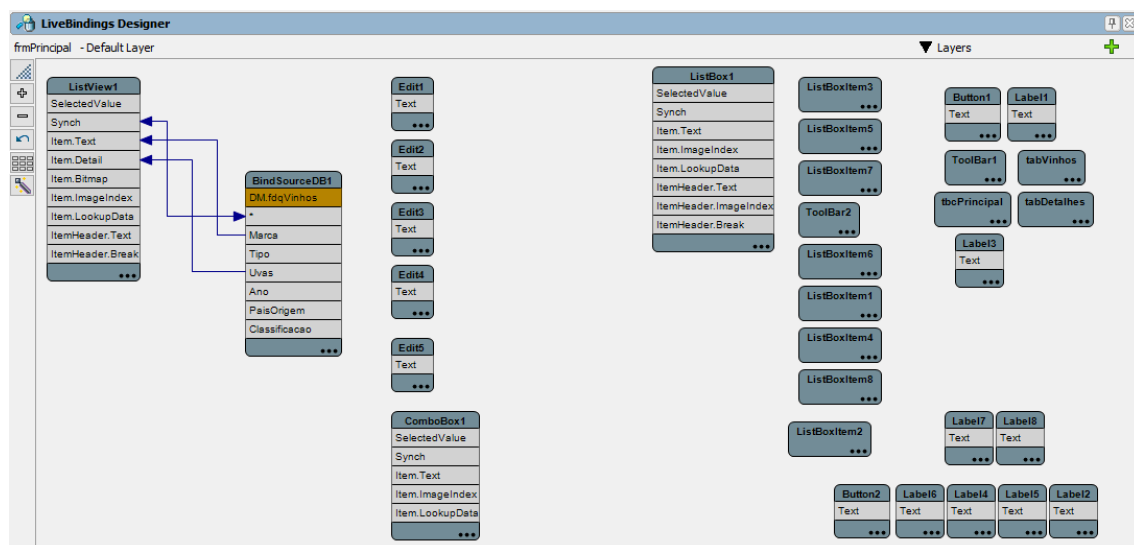 LiveBindings Designer
frmPrincipal - Default Layer
Layers
ListView1
SelectedValue
Synch
Item.Text
Item.Detail
Item.Bitmap
Item.ImageIndex
Item.LookupData
ItemHeader.Text
ItemHeader.Break
BindSourceDB1
DM.fdqVinhos
*
Marca
Tipo
Uvas
Ano
PaisOrigem
Classificacao
Edit1
Text
Edit2
Text
Edit3
Text
Edit4
Text
Edit5
Text
ComboBox1
SelectedValue
Synch
Item.Text
Item.ImageIndex
Item.LookupData
ListBox1
SelectedValue
Synch
Item.Text
Item.ImageIndex
Item.LookupData
ItemHeader.Text
ItemHeader.ImageIndex
ItemHeader.Break
ListBoxItem3
ListBoxItem5
ListBoxItem7
ToolBar2
ListBoxItem6
ListBoxItem1
ListBoxItem4
ListBoxItem8
ListBoxItem2
Button1 Label1
Text Text
ToolBar1 tabVinhos
tbcPrincipal tabDetalhes
Label3
Text
Label7 Label8
Text Text
Button2 Label6 Label4 Label5 Label2
Text Text Text Text Text